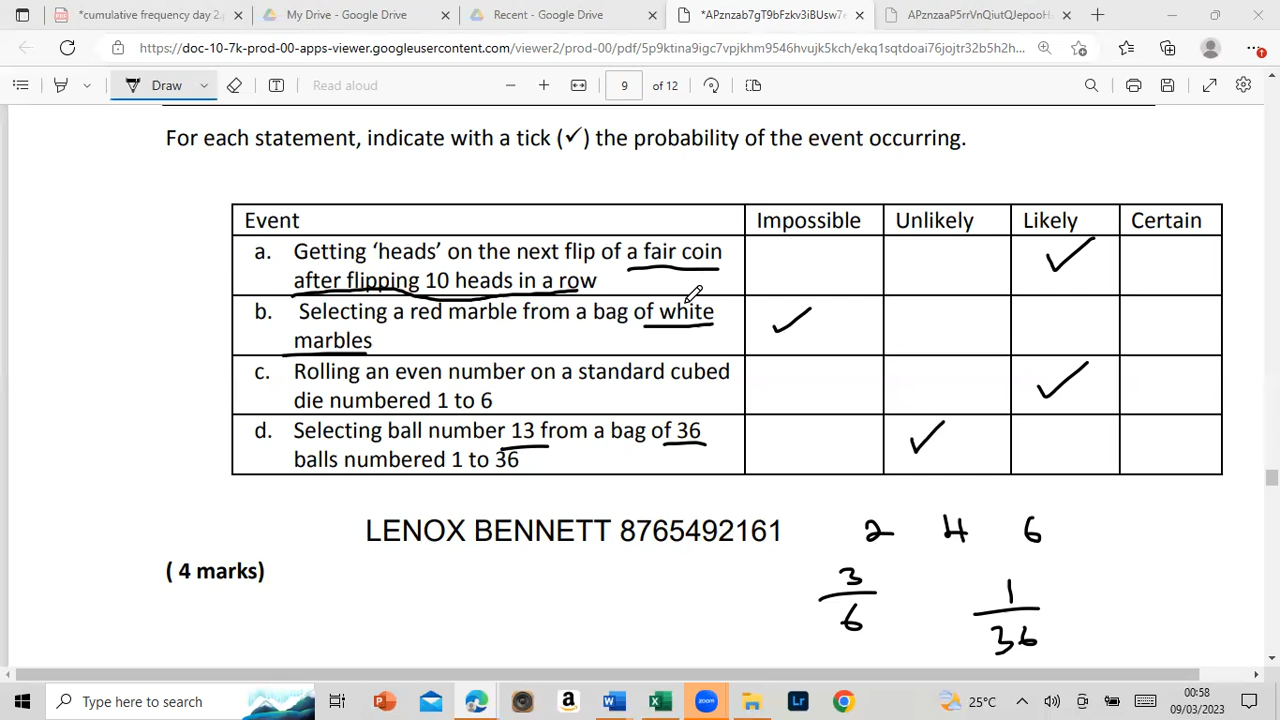 *cumulative frequency day 2.
My Drive - Google Drive
Recent - Google Drive
*APznzab7gT9bFzkv3iBUsw7e
APznzaaP5rrVnQiutQJepooHs
https://doc-10-7k-prod-00-apps-viewer.googleusercontent.com/viewer2/prod-00/pdf/5p9ktina9igc7vpjkhm9546hvujk5kch/ekq1sqtdoai76jojtr32b5h2h...
Draw
Read aloud
9 of 12
For each statement, indicate with a tick (✓) the probability of the event occurring.
Event Impossible Unlikely Likely Certain
a. Getting ‘heads’ on the next flip of a fair coin
after flipping 10 heads in a row
✓
b. Selecting a red marble from a bag of white
marbles
✓
c. Rolling an even number on a standard cubed
die numbered 1 to 6
✓
d. Selecting ball number 13 from a bag of 36
balls numbered 1 to 36
✓
LENOX BENNETT 8765492161
2 4 6
( 4 marks)
3
6
1
36
Type here to search
zoom
Lr
25°C
00:58
09/03/2023